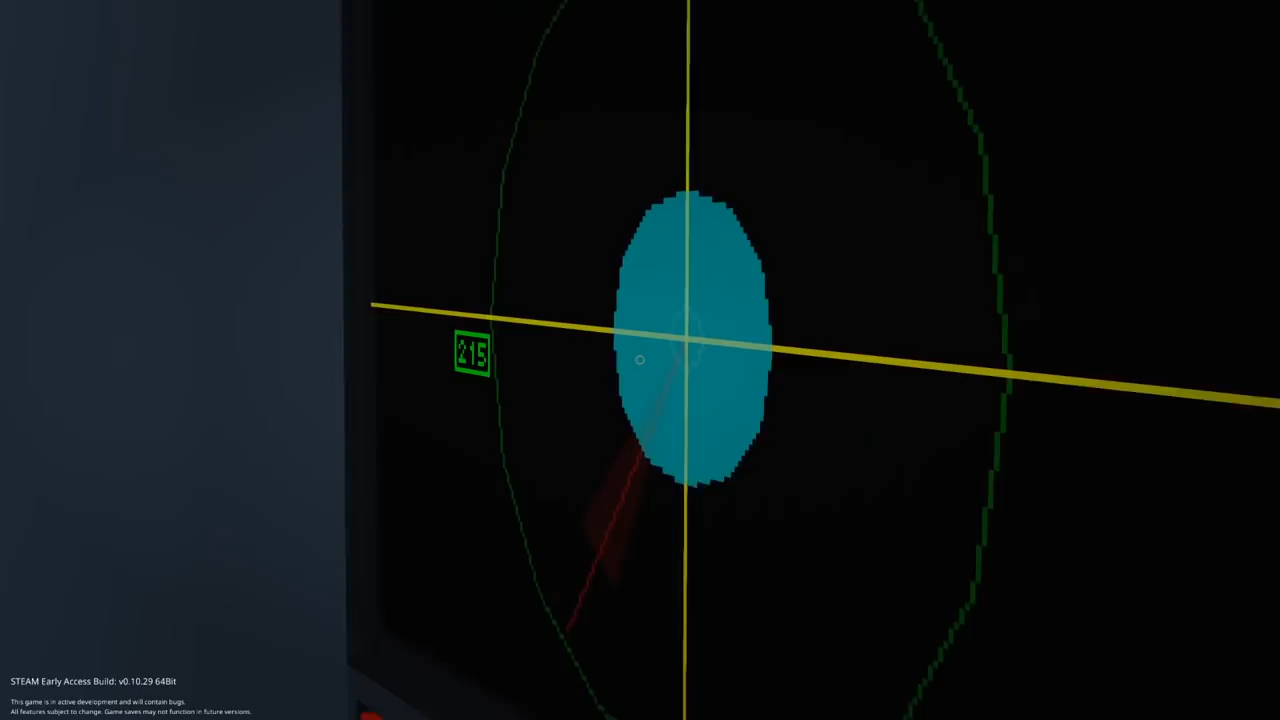 215
STEAM Early Access Build: v0.10.29 64Bit
This game is in active development and will contain bugs.
All features subject to change. Game saves may not function in future versions.